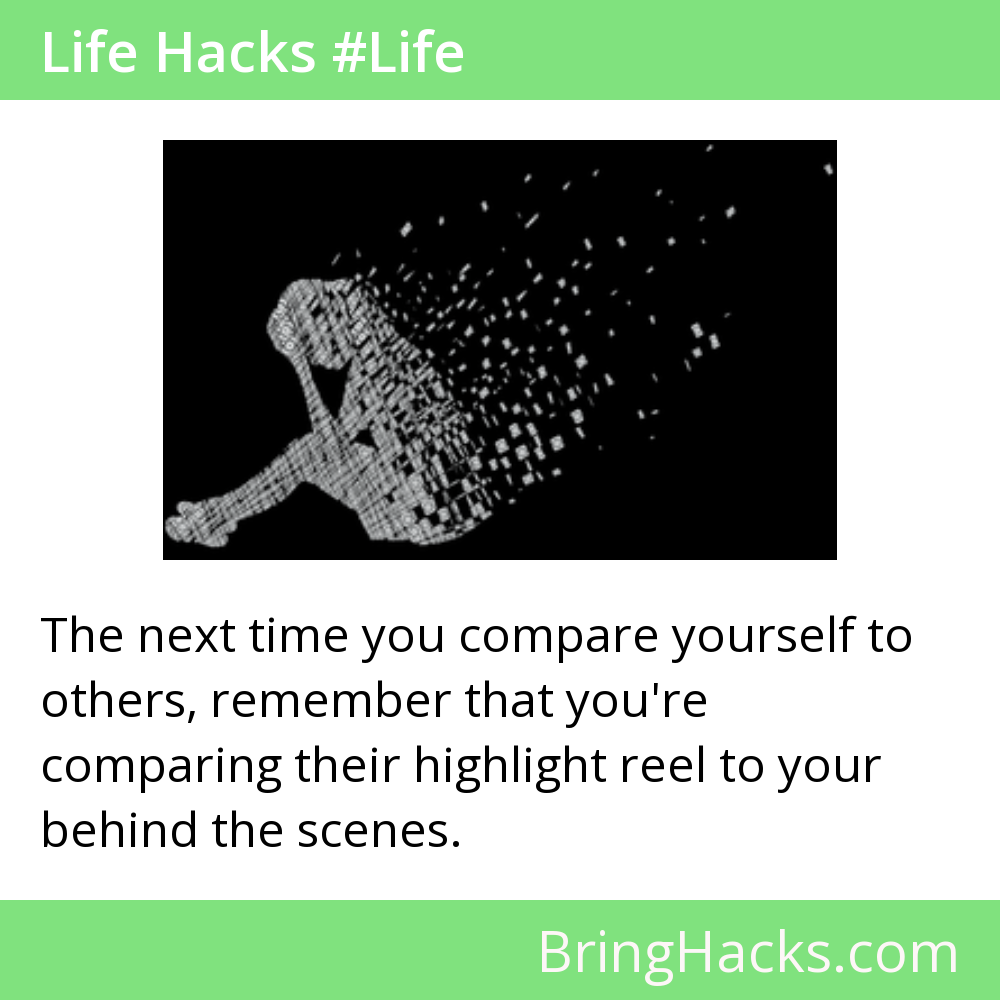 Life Hacks #Life
The next time you compare yourself to
others, remember that you're
comparing their highlight reel to your
behind the scenes.
BringHacks.com